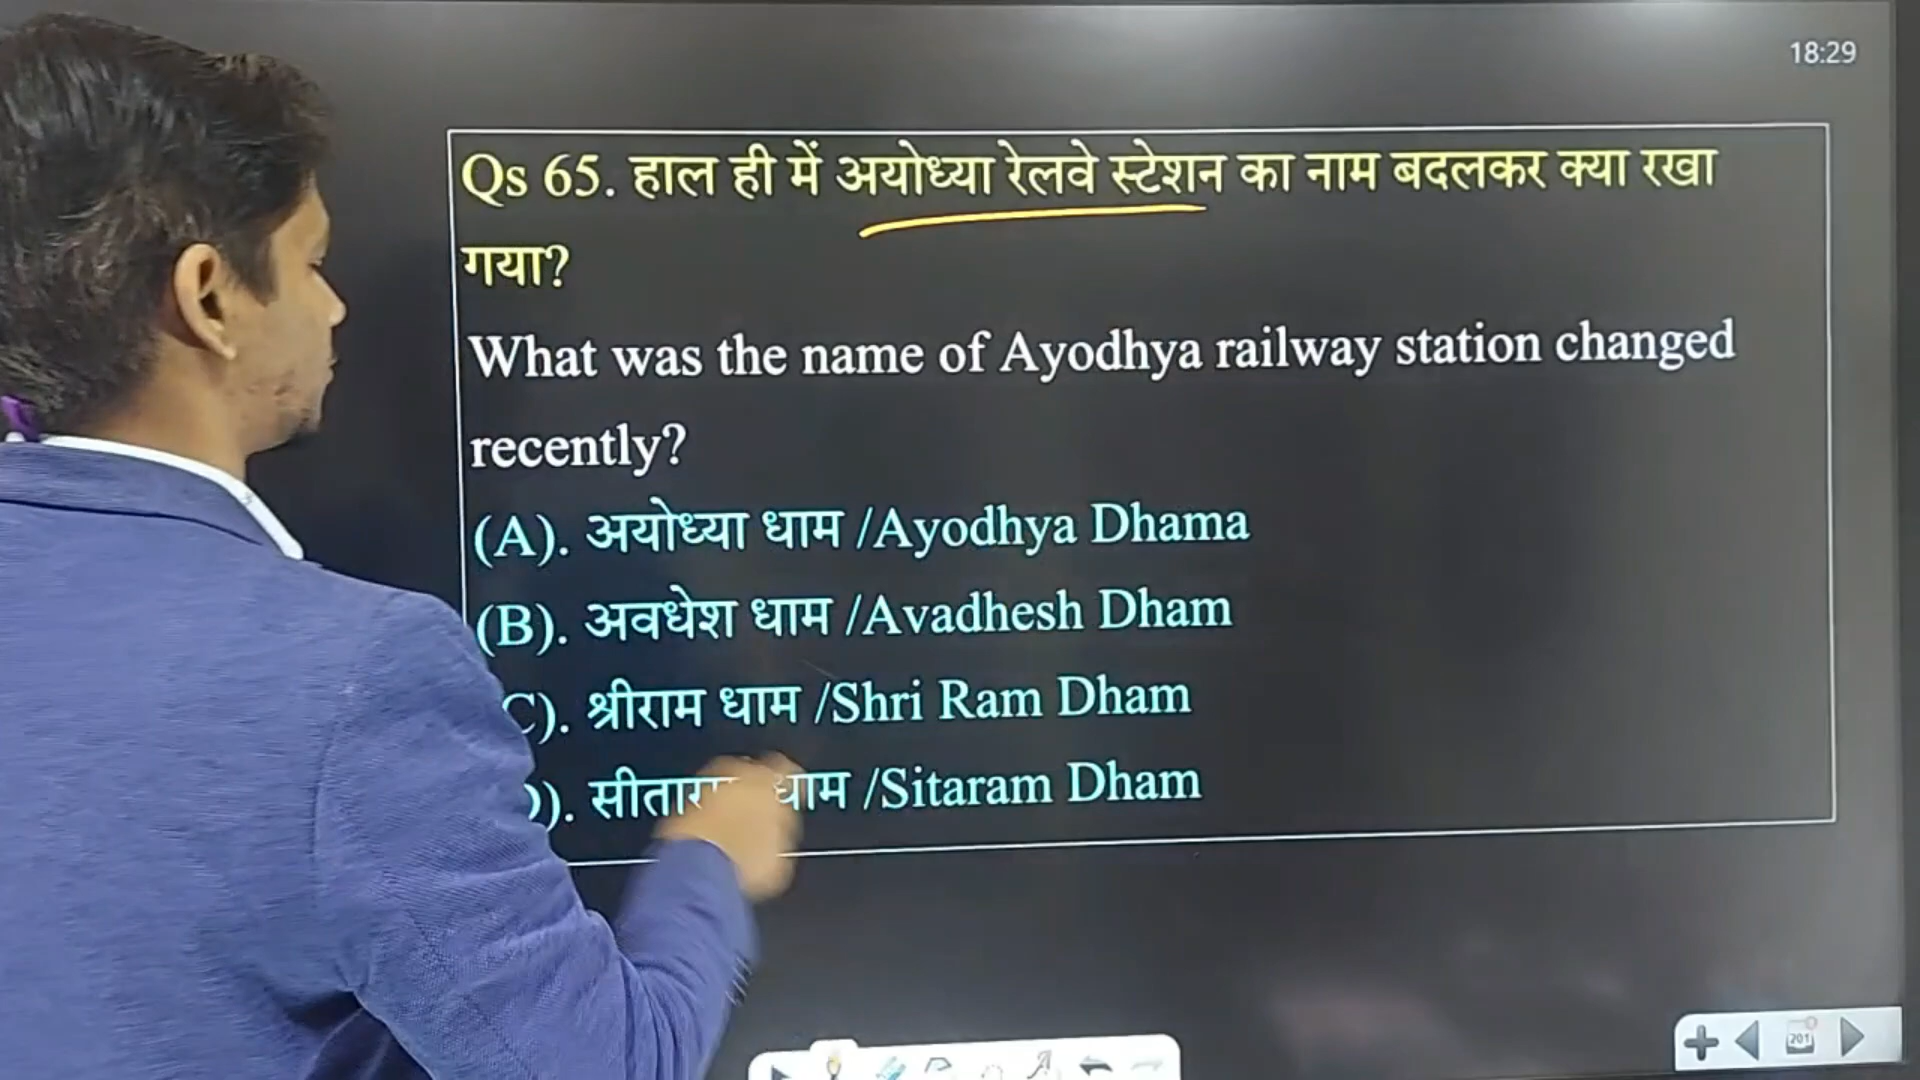 18:29
Qs 65. हाल ही में अयोध्या रेलवे स्टेशन का नाम बदलकर क्या रखा
गया?
What was the name of Ayodhya railway station changed
recently?
(A). अयोध्या धाम /Ayodhya Dhama
(B). अवधेश धाम /Avadhesh Dham
C). श्रीराम धाम /Shri Ram Dham
). धाम /Sitaram Dham
201